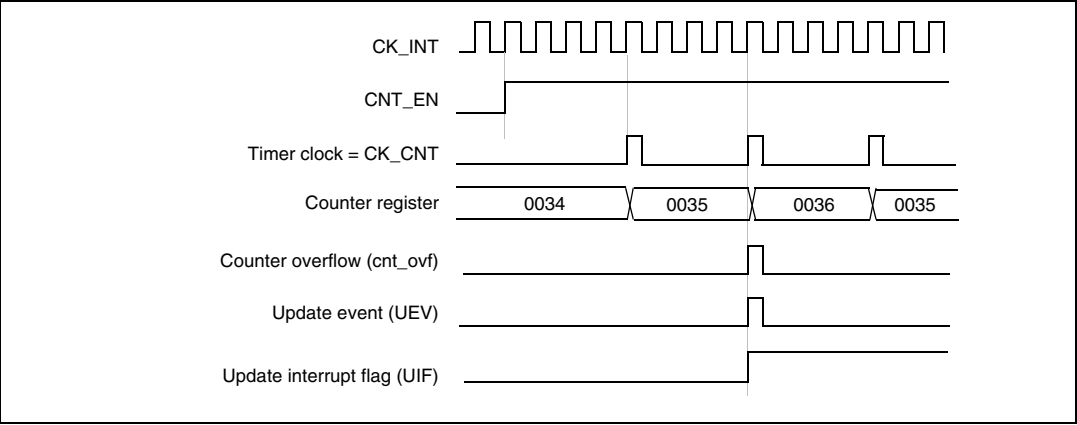 CK_INT
CNT_EN
Timer clock = CK_CNT
Counter register 0034 0035 0036 0035
Counter overflow (cnt_ovf)
Update event (UEV)
Update interrupt flag (UIF)